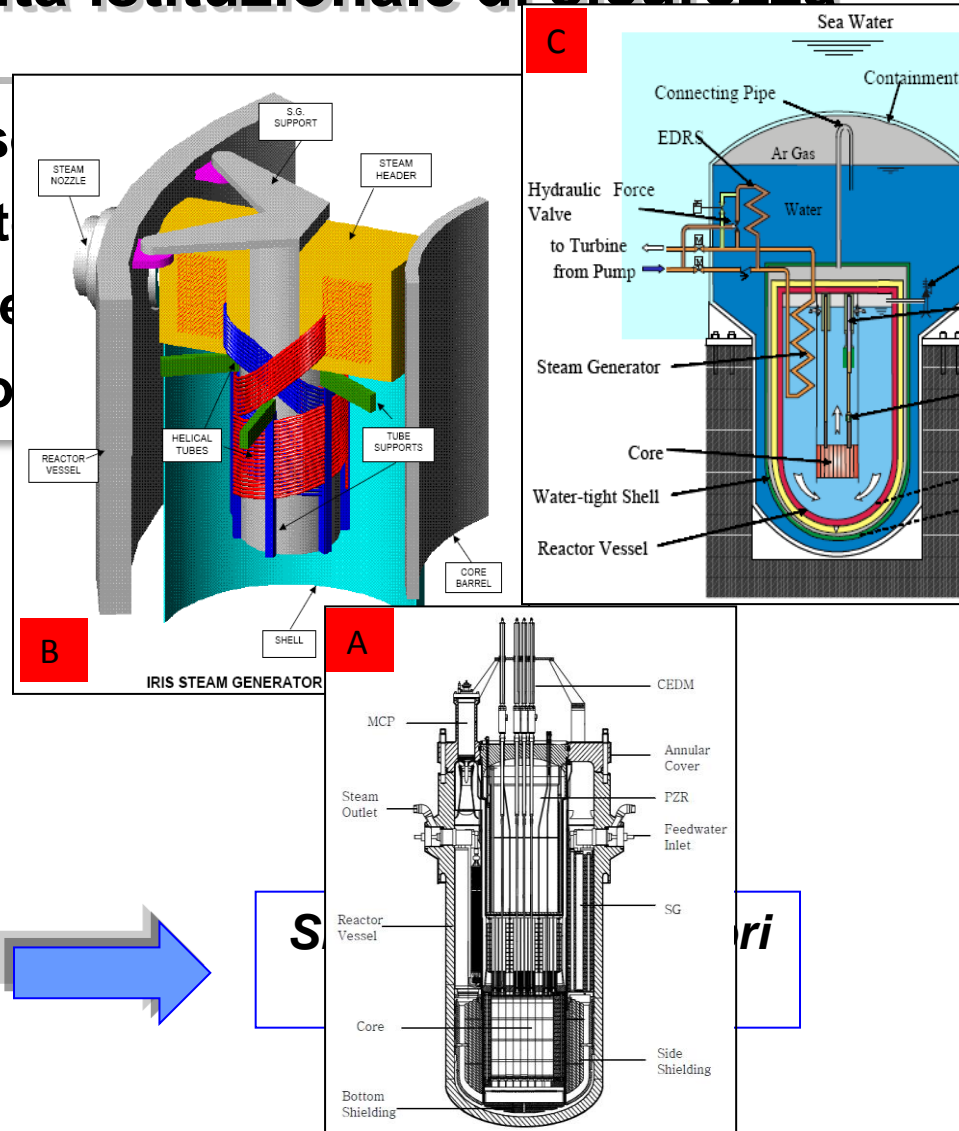 C
Sea Water
Containment
Connecting Pipe
EDRS
Ar Gas
Hydraulic Force
Valve
Water
to Turbine
from Pump
Steam Generator
Core
Water-tight Shell
Reactor Vessel
S.G.
SUPPORT
STEAM
NOZZLE
STEAM
HEADER
HELICAL
TUBES
TUBE
SUPPORTS
REACTOR
VESSEL
CORE
BARREL
SHELL
B
IRIS STEAM GENERATOR
A
CEDM
MCP
Annular
Cover
Steam
Outlet
PZR
Feedwater
Inlet
Reactor
Vessel
SG
Core
Side
Shielding
Bottom
Shielding